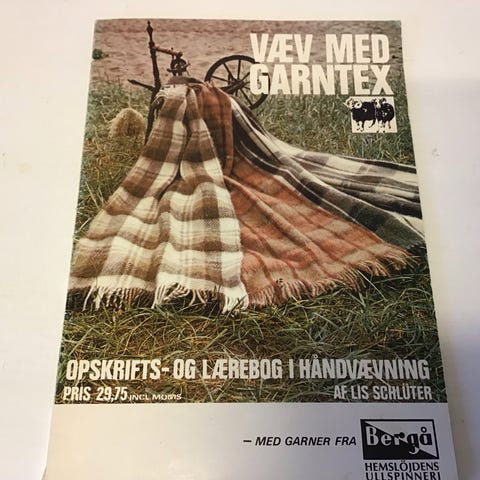 VÆV MED
GARNTEX
OPSKRIFTS- OG LÆREBOG I HÅNDVÆVNING
PRIS 29,75 INCL MOMS
AF LIS SCHLÜTER
– MED GARNER FRA
Bergå
HEMSLÖJDENS
ULLSPINNERI